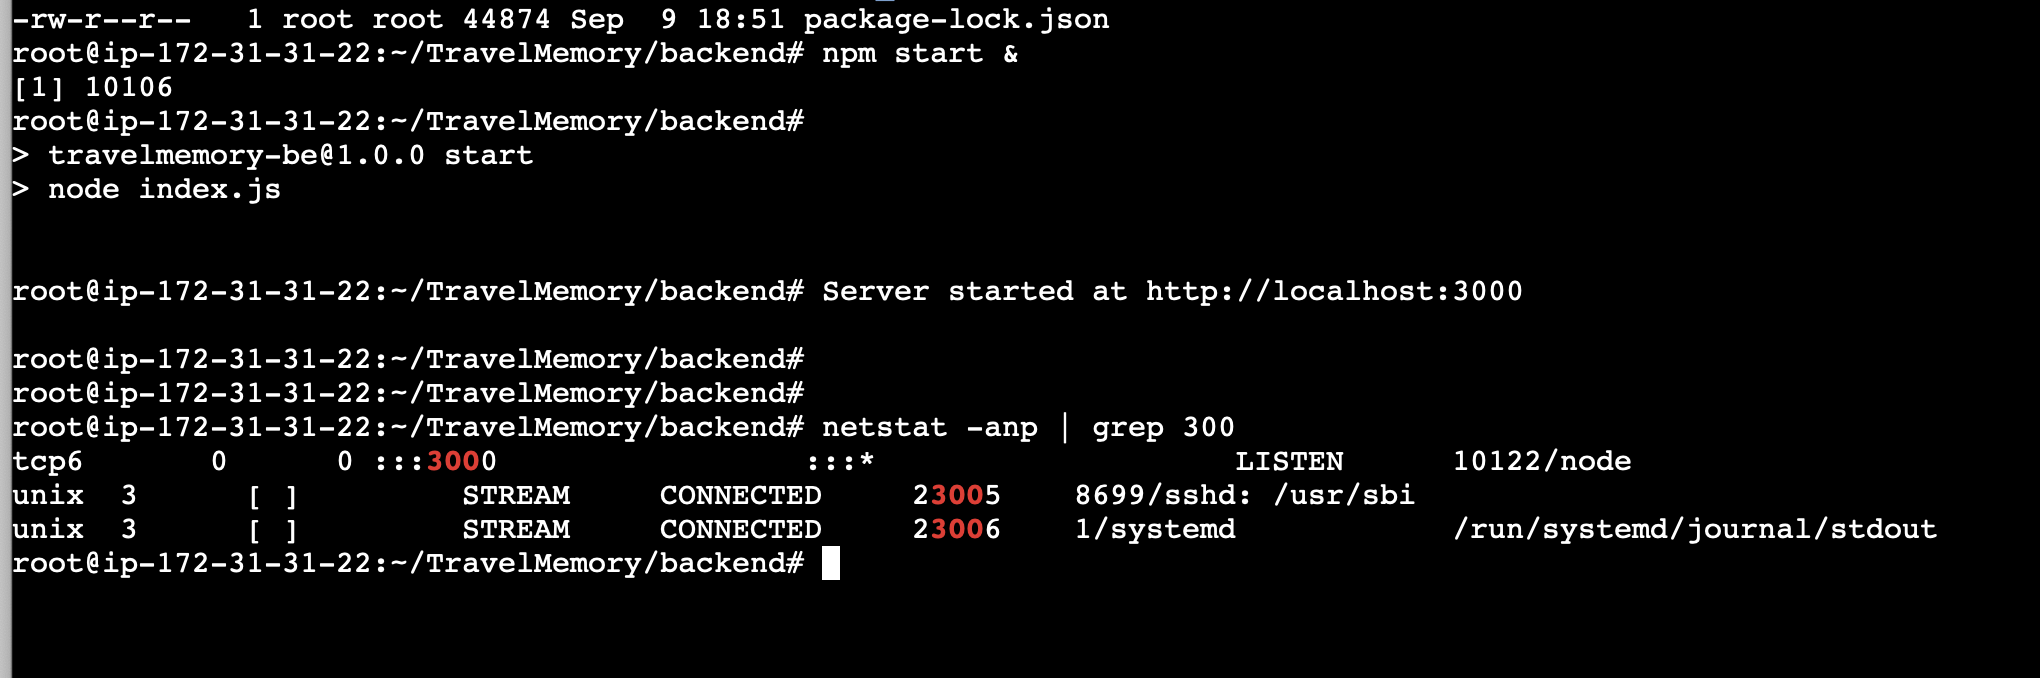 -rw-r--r--   1 root root 44874 Sep  9 18:51 package-lock.json
root@ip-172-31-31-22:~/TravelMemory/backend# npm start &
[1] 10106
root@ip-172-31-31-22:~/TravelMemory/backend#
> travelmemory-be@1.0.0 start
> node index.js
root@ip-172-31-31-22:~/TravelMemory/backend# Server started at http://localhost:3000
root@ip-172-31-31-22:~/TravelMemory/backend#
root@ip-172-31-31-22:~/TravelMemory/backend#
root@ip-172-31-31-22:~/TravelMemory/backend# netstat -anp | grep 300
tcp6       0      0 :::3000                 :::*                    LISTEN      10122/node
unix  3      [ ]         STREAM     CONNECTED     23005    8699/sshd: /usr/sbi
unix  3      [ ]         STREAM     CONNECTED     23006    1/systemd            /run/systemd/journal/stdout
root@ip-172-31-31-22:~/TravelMemory/backend#